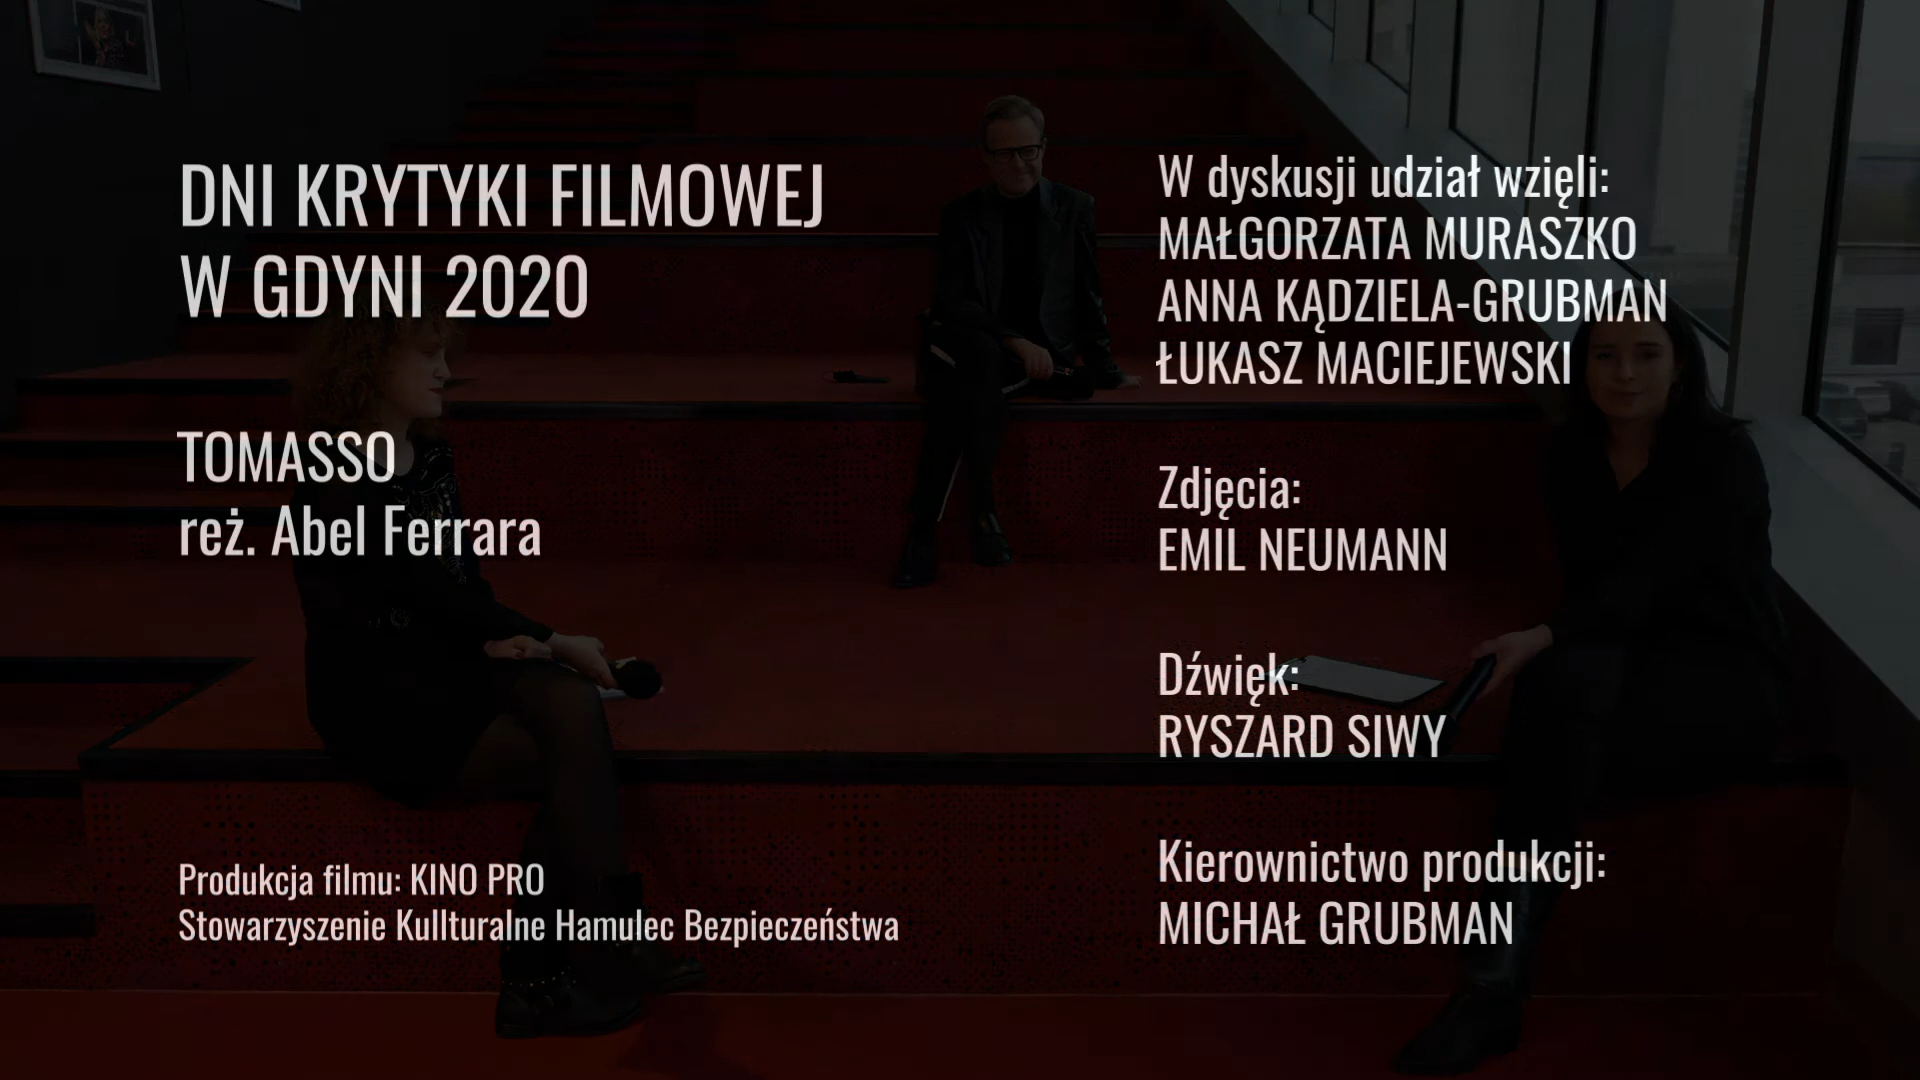 DNI KRYTYKI FILMOWEJ
W GDYNI 2020
TOMASSO
reż. Abel Ferrara
Produkcja filmu: KINO PRO
Stowarzyszenie Kullturalne Hamulec Bezpieczeństwa
W dyskusji udział wzięli:
MAŁGORZATA MURASZKO
ANNA KĄDZIELA-GRUBMAN
ŁUKASZ MACIEJEWSKI
Zdjęcia:
EMIL NEUMANN
Dźwięk:
RYSZARD SIWY
Kierownictwo produkcji:
MICHAŁ GRUBMAN